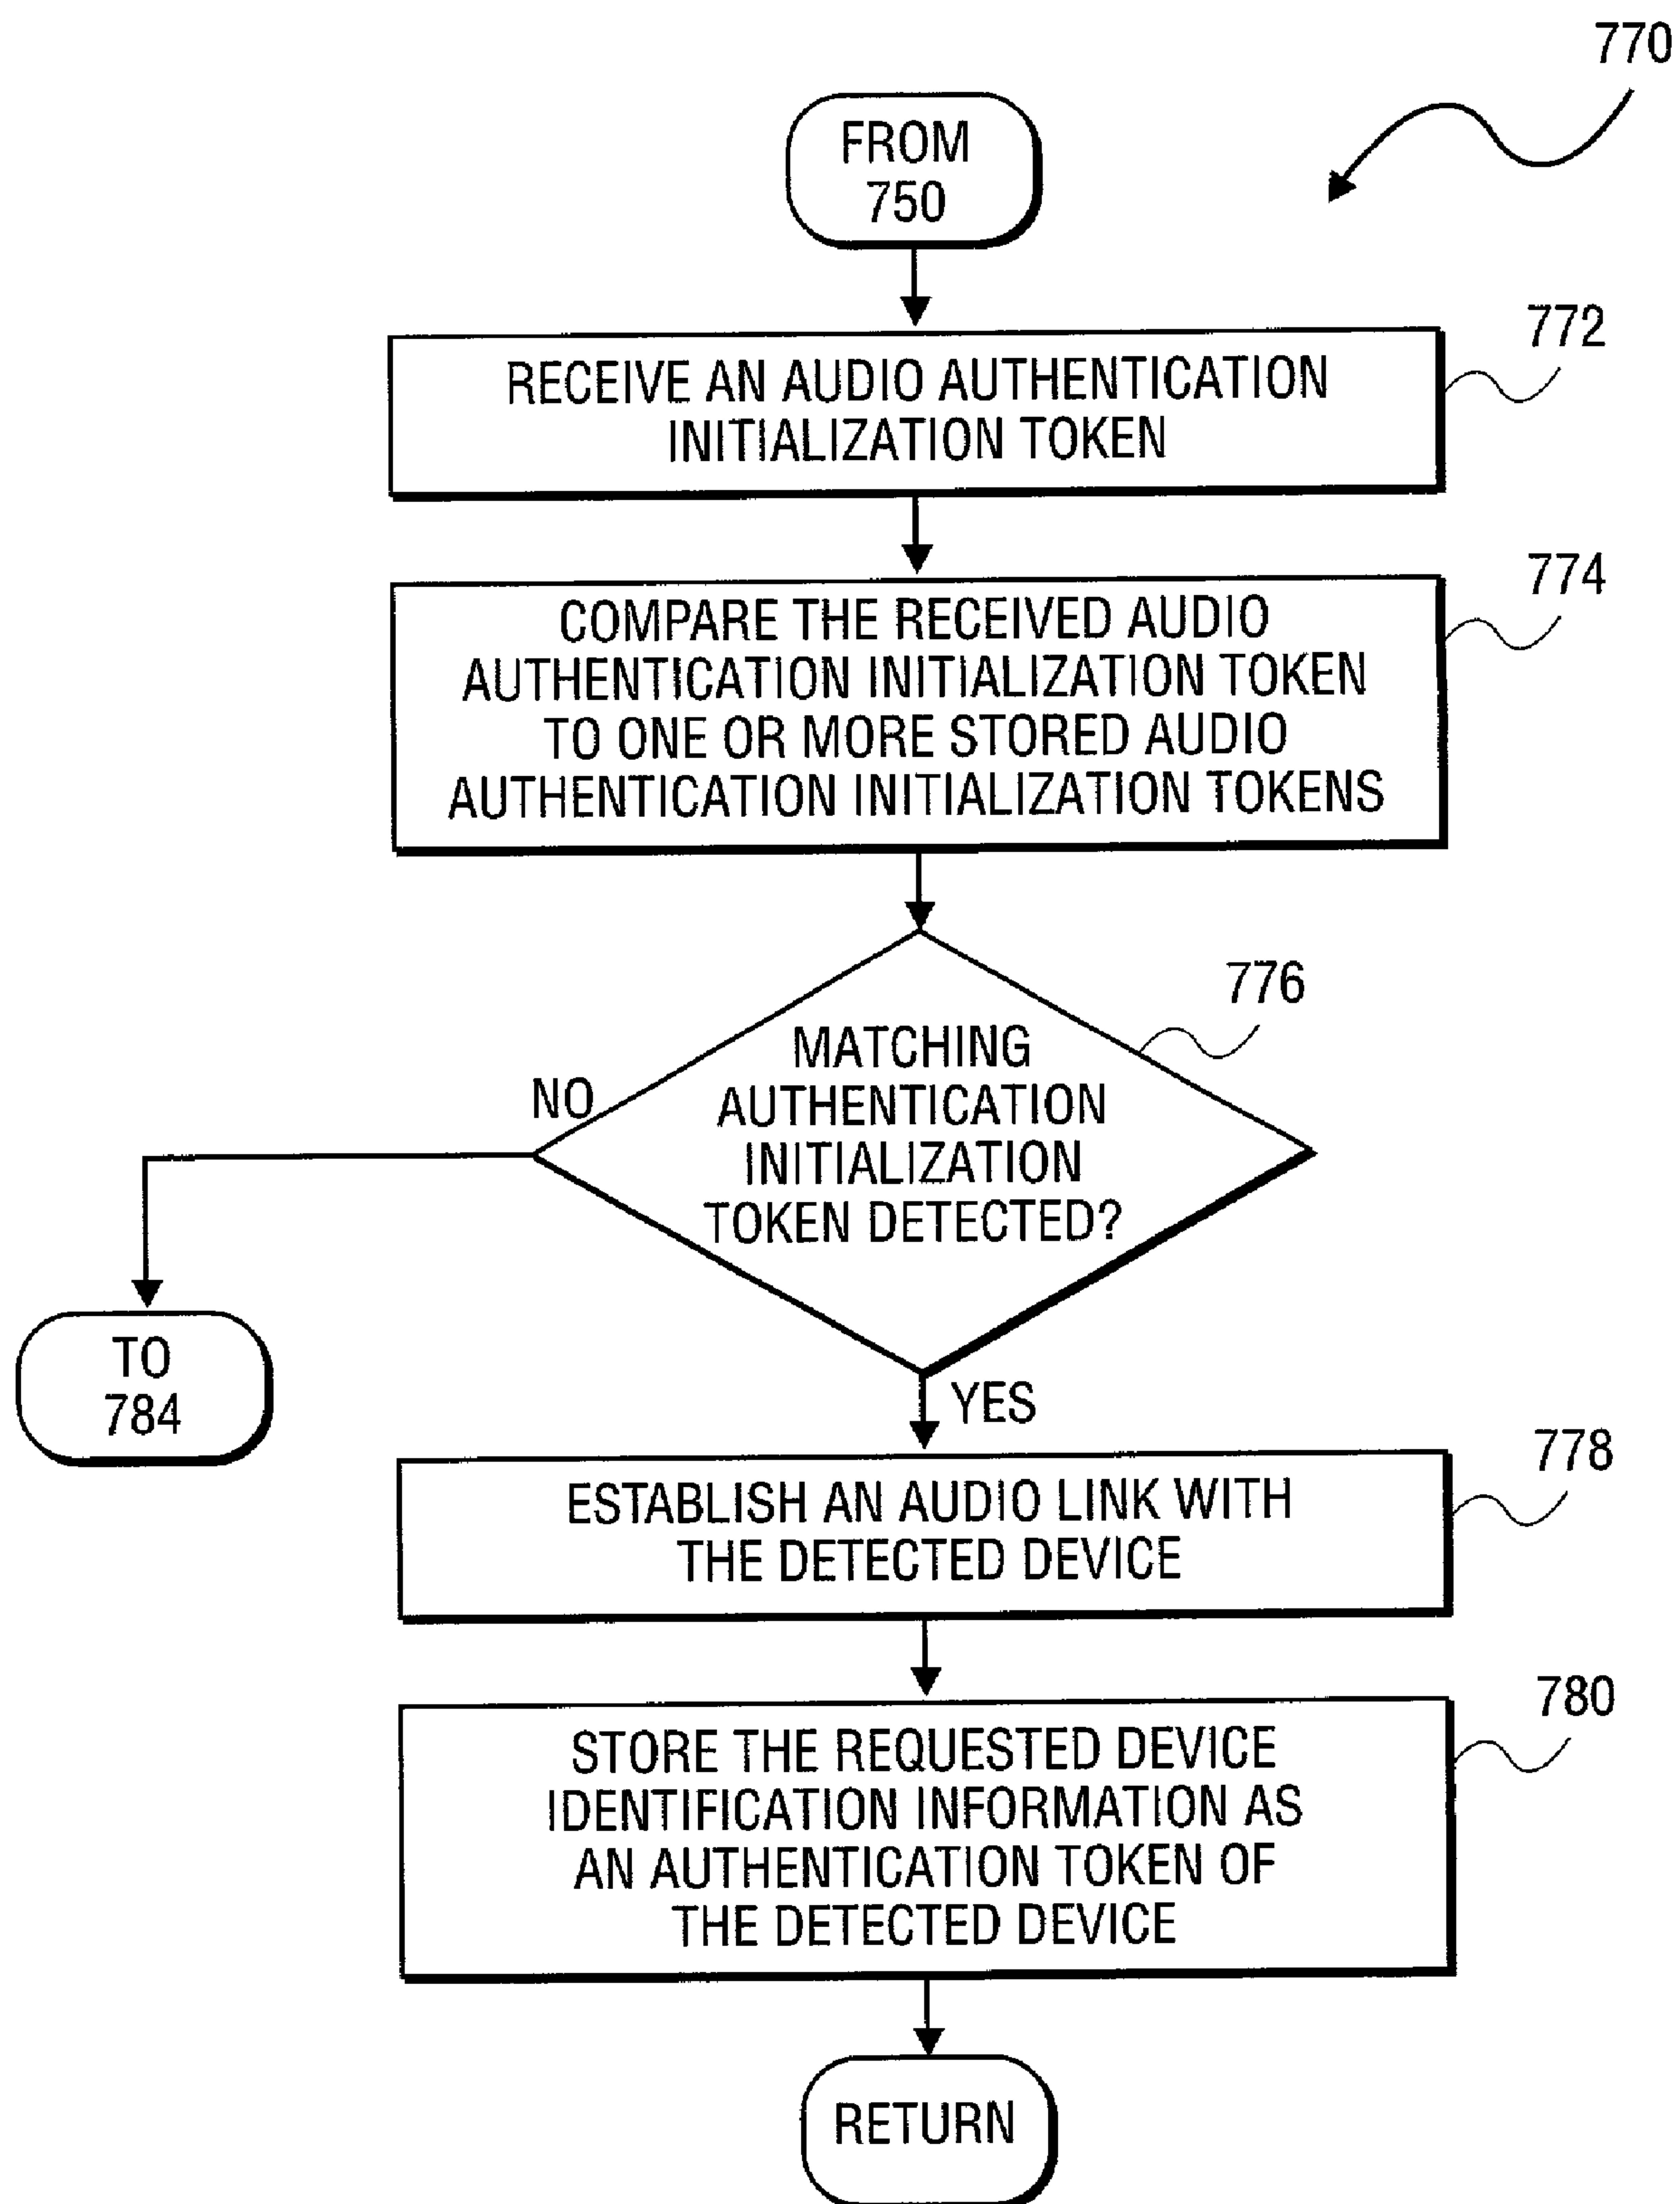 770
FROM
750
772
RECEIVE AN AUDIO AUTHENTICATION
INITIALIZATION TOKEN
774
COMPARE THE RECEIVED AUDIO
AUTHENTICATION INITIALIZATION TOKEN
TO ONE OR MORE STORED AUDIO
AUTHENTICATION INITIALIZATION TOKENS
776
MATCHING
AUTHENTICATION
INITIALIZATION
TOKEN DETECTED?
NO
TO
784
YES
778
ESTABLISH AN AUDIO LINK WITH
THE DETECTED DEVICE
780
STORE THE REQUESTED DEVICE
IDENTIFICATION INFORMATION AS
AN AUTHENTICATION TOKEN OF
THE DETECTED DEVICE
RETURN